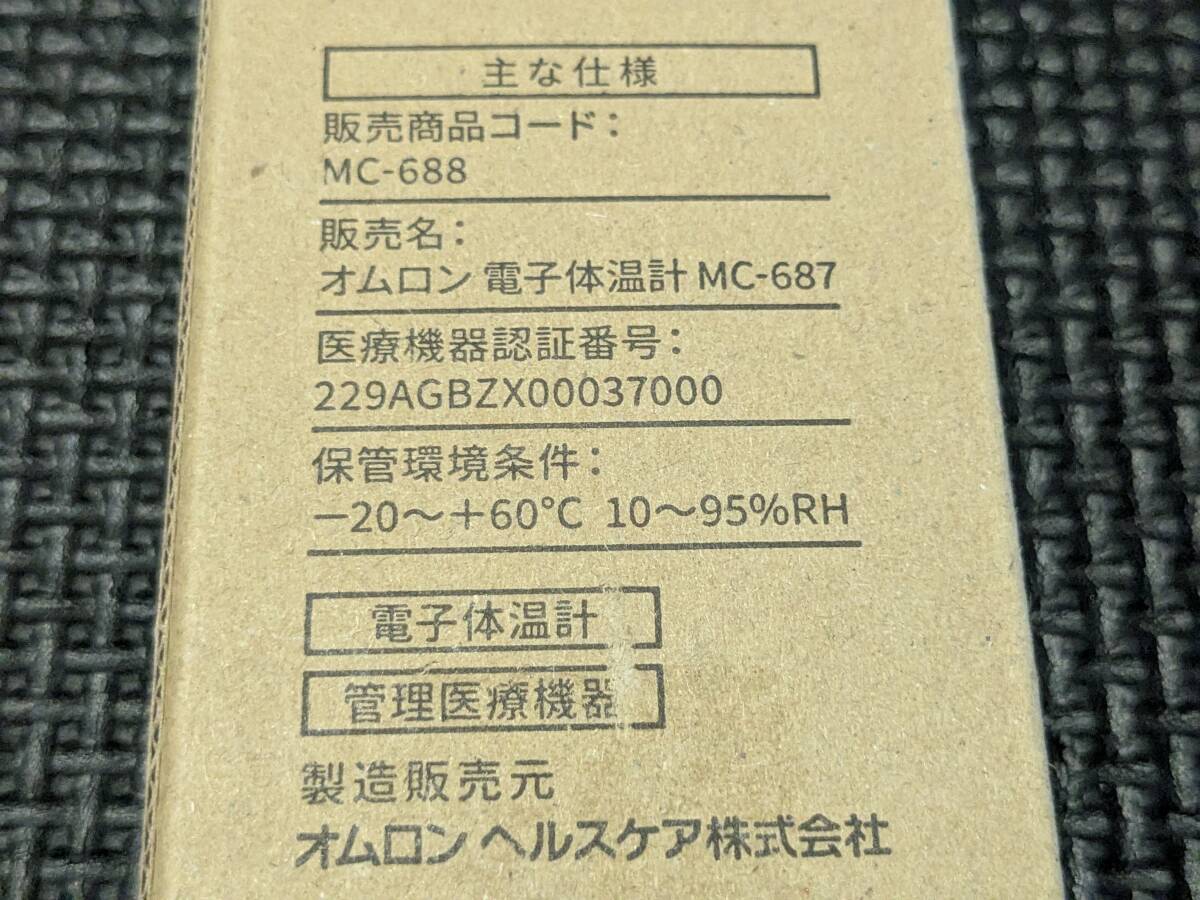 主な仕様
販売商品コード：
MC-688
販売名：
オムロン 電子体温計 MC-687
医療機器認証番号：
229AGBZX00037000
保管環境条件：
−20～＋60℃ 10～95%RH
電子体温計
管理医療機器
製造販売元
オムロン ヘルスケア株式会社